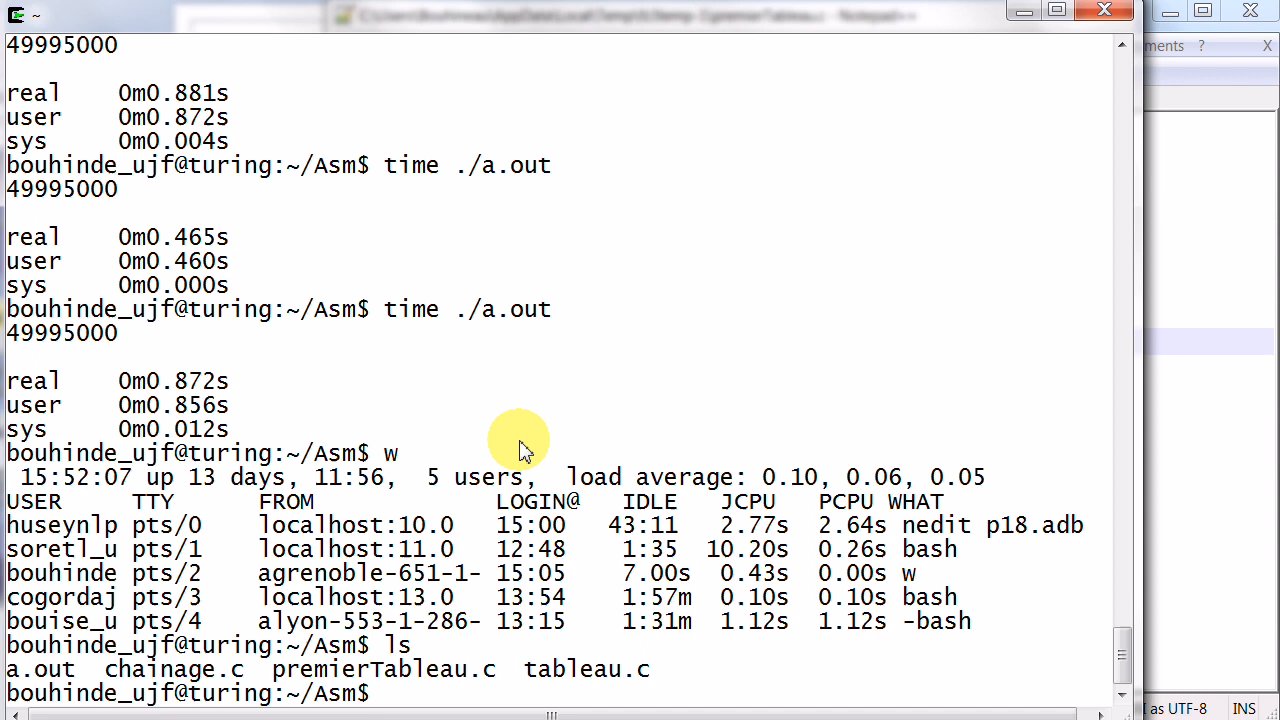 ~
C:\Users\Bouhineau\AppData\Local\Temp\
premierTableau.c - Notepad++
49995000
ments ?
X
real 0m0.881s
user 0m0.872s
sys 0m0.004s
bouhinde_ujf@turing:~/Asm$ time ./a.out
49995000
real 0m0.465s
user 0m0.460s
sys 0m0.000s
bouhinde_ujf@turing:~/Asm$ time ./a.out
49995000
real 0m0.872s
user 0m0.856s
sys 0m0.012s
bouhinde_ujf@turing:~/Asm$ w
15:52:07 up 13 days, 11:56, 5 users, load average: 0.10, 0.06, 0.05
USER TTY FROM LOGIN@ IDLE JCPU PCPU WHAT
huseynlp pts/0 localhost:10.0 15:00 43:11 2.77s 2.64s nedit p18.adb
soretl_u pts/1 localhost:11.0 12:48 1:35 10.20s 0.26s bash
bouhinde pts/2 agrenoble-651-1- 15:05 7.00s 0.43s 0.00s w
cogordaj pts/3 localhost:13.0 13:54 1:57m 0.10s 0.10s bash
bouise_u pts/4 alyon-553-1-286- 13:15 1:31m 1.12s 1.12s -bash
bouhinde_ujf@turing:~/Asm$ ls
a.out chainage.c premierTableau.c tableau.c
bouhinde_ujf@turing:~/Asm$
I as UTF-8 INS